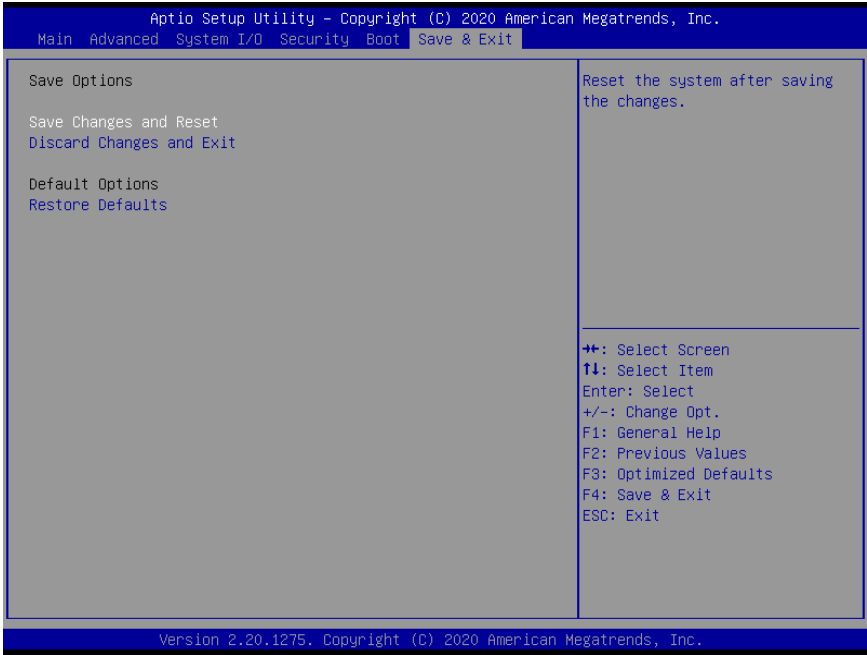 Aptio Setup Utility – Copyright (C) 2020 American Megatrends, Inc.
Main Advanced System I/O Security Boot Save & Exit
Save Options
Save Changes and Reset
Discard Changes and Exit
Default Options
Restore Defaults
Reset the system after saving
the changes.
→←: Select Screen
↑↓: Select Item
Enter: Select
+/-: Change Opt.
F1: General Help
F2: Previous Values
F3: Optimized Defaults
F4: Save & Exit
ESC: Exit
Version 2.20.1275. Copyright (C) 2020 American Megatrends, Inc.